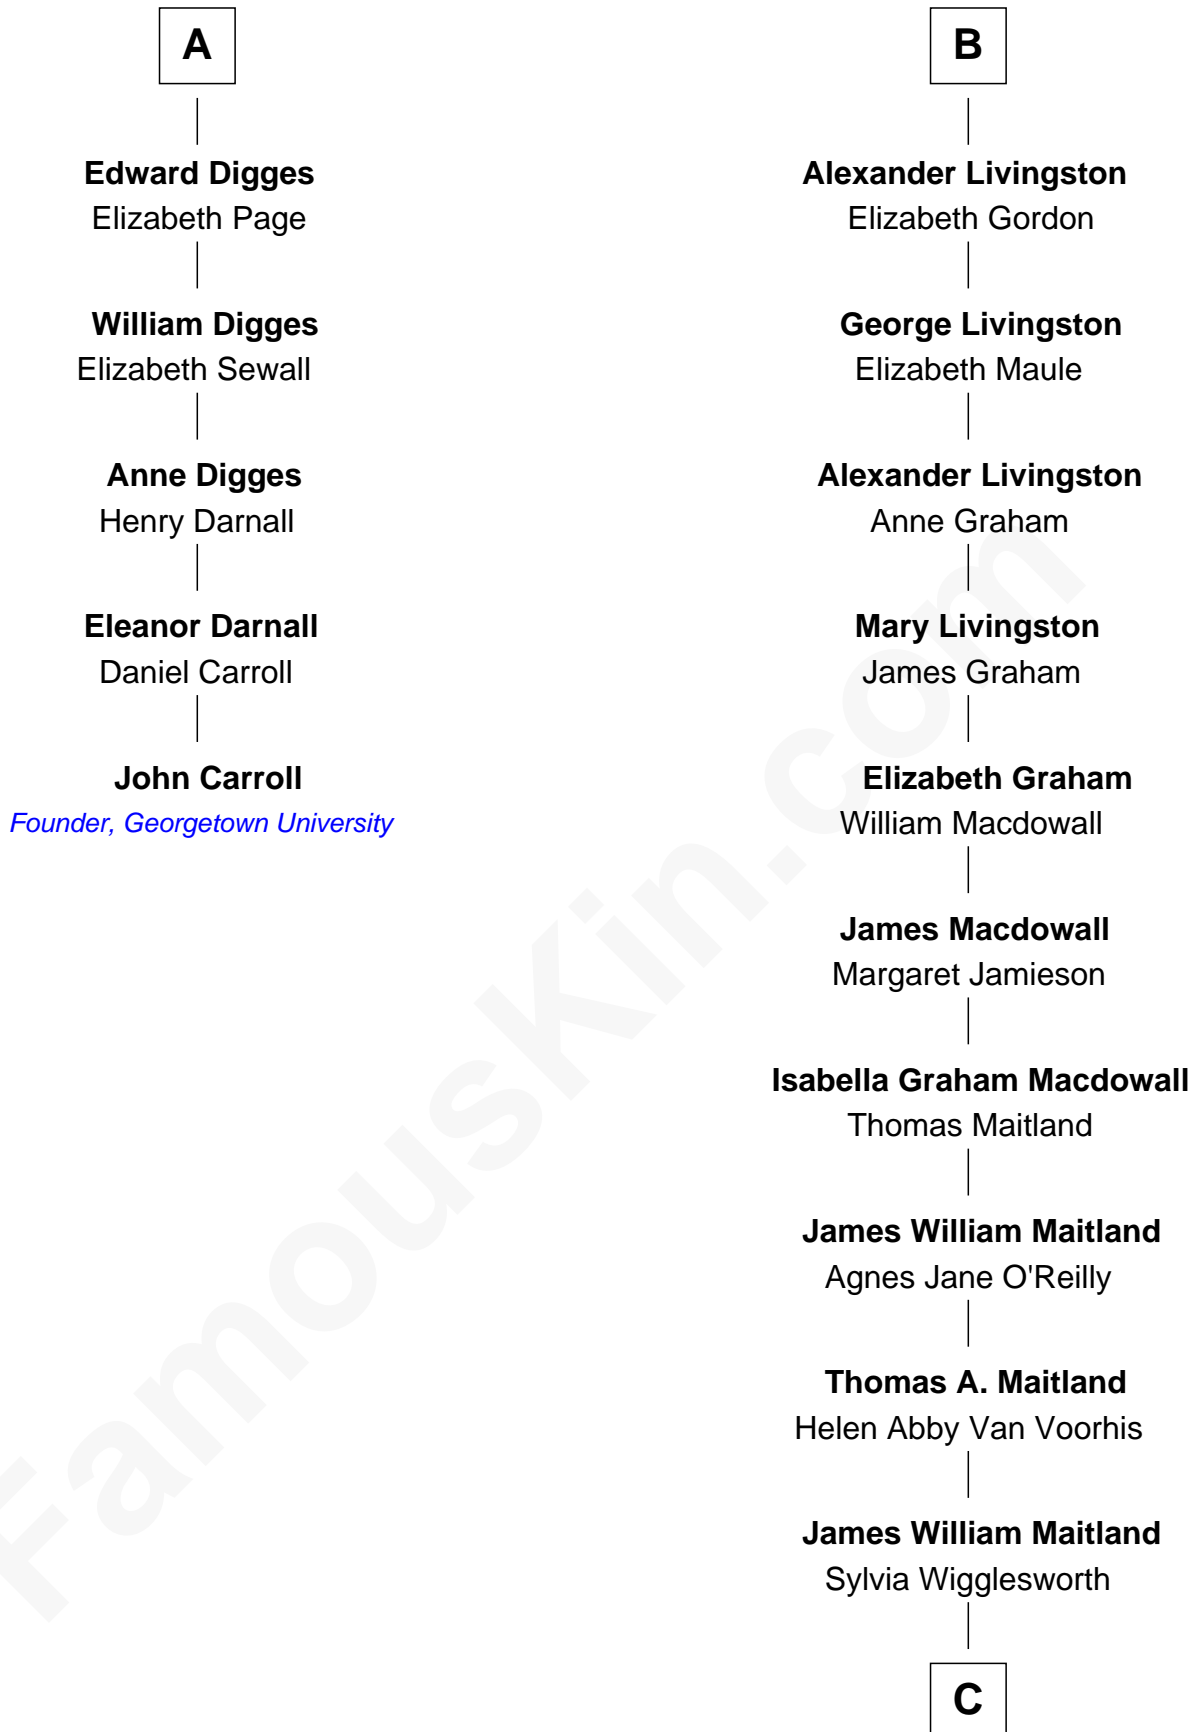 A
Edward Digges
Elizabeth Page
William Digges
Elizabeth Sewall
Anne Digges
Henry Darnall
Eleanor Darnall
Daniel Carroll
John Carroll
Founder, Georgetown University
B
Alexander Livingston
Elizabeth Gordon
George Livingston
Elizabeth Maule
Alexander Livingston
Anne Graham
Mary Livingston
James Graham
Elizabeth Graham
William Macdowall
James Macdowall
Margaret Jamieson
Isabella Graham Macdowall
Thomas Maitland
James William Maitland
Agnes Jane O'Reilly
Thomas A. Maitland
Helen Abby Van Voorhis
James William Maitland
Sylvia Wigglesworth
C
FamousKin.com